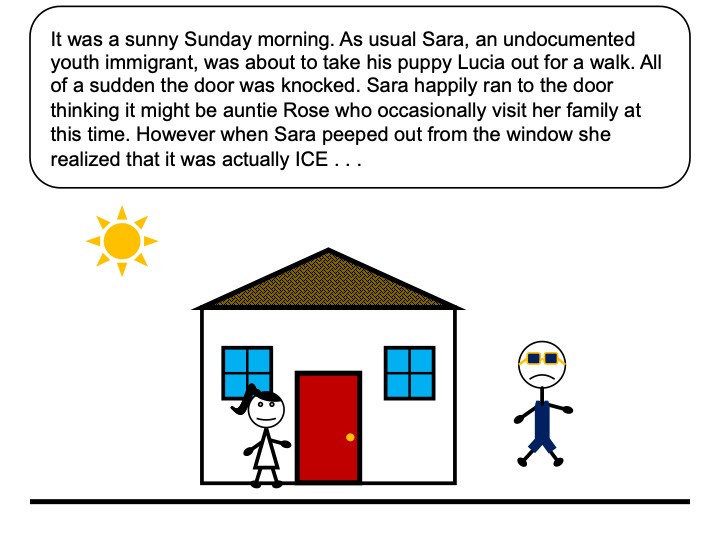 It was a sunny Sunday morning. As usual Sara, an undocumented
youth immigrant, was about to take his puppy Lucia out for a walk. All
of a sudden the door was knocked. Sara happily ran to the door
thinking it might be auntie Rose who occasionally visit her family at
this time. However when Sara peeped out from the window she
realized that it was actually ICE . . .